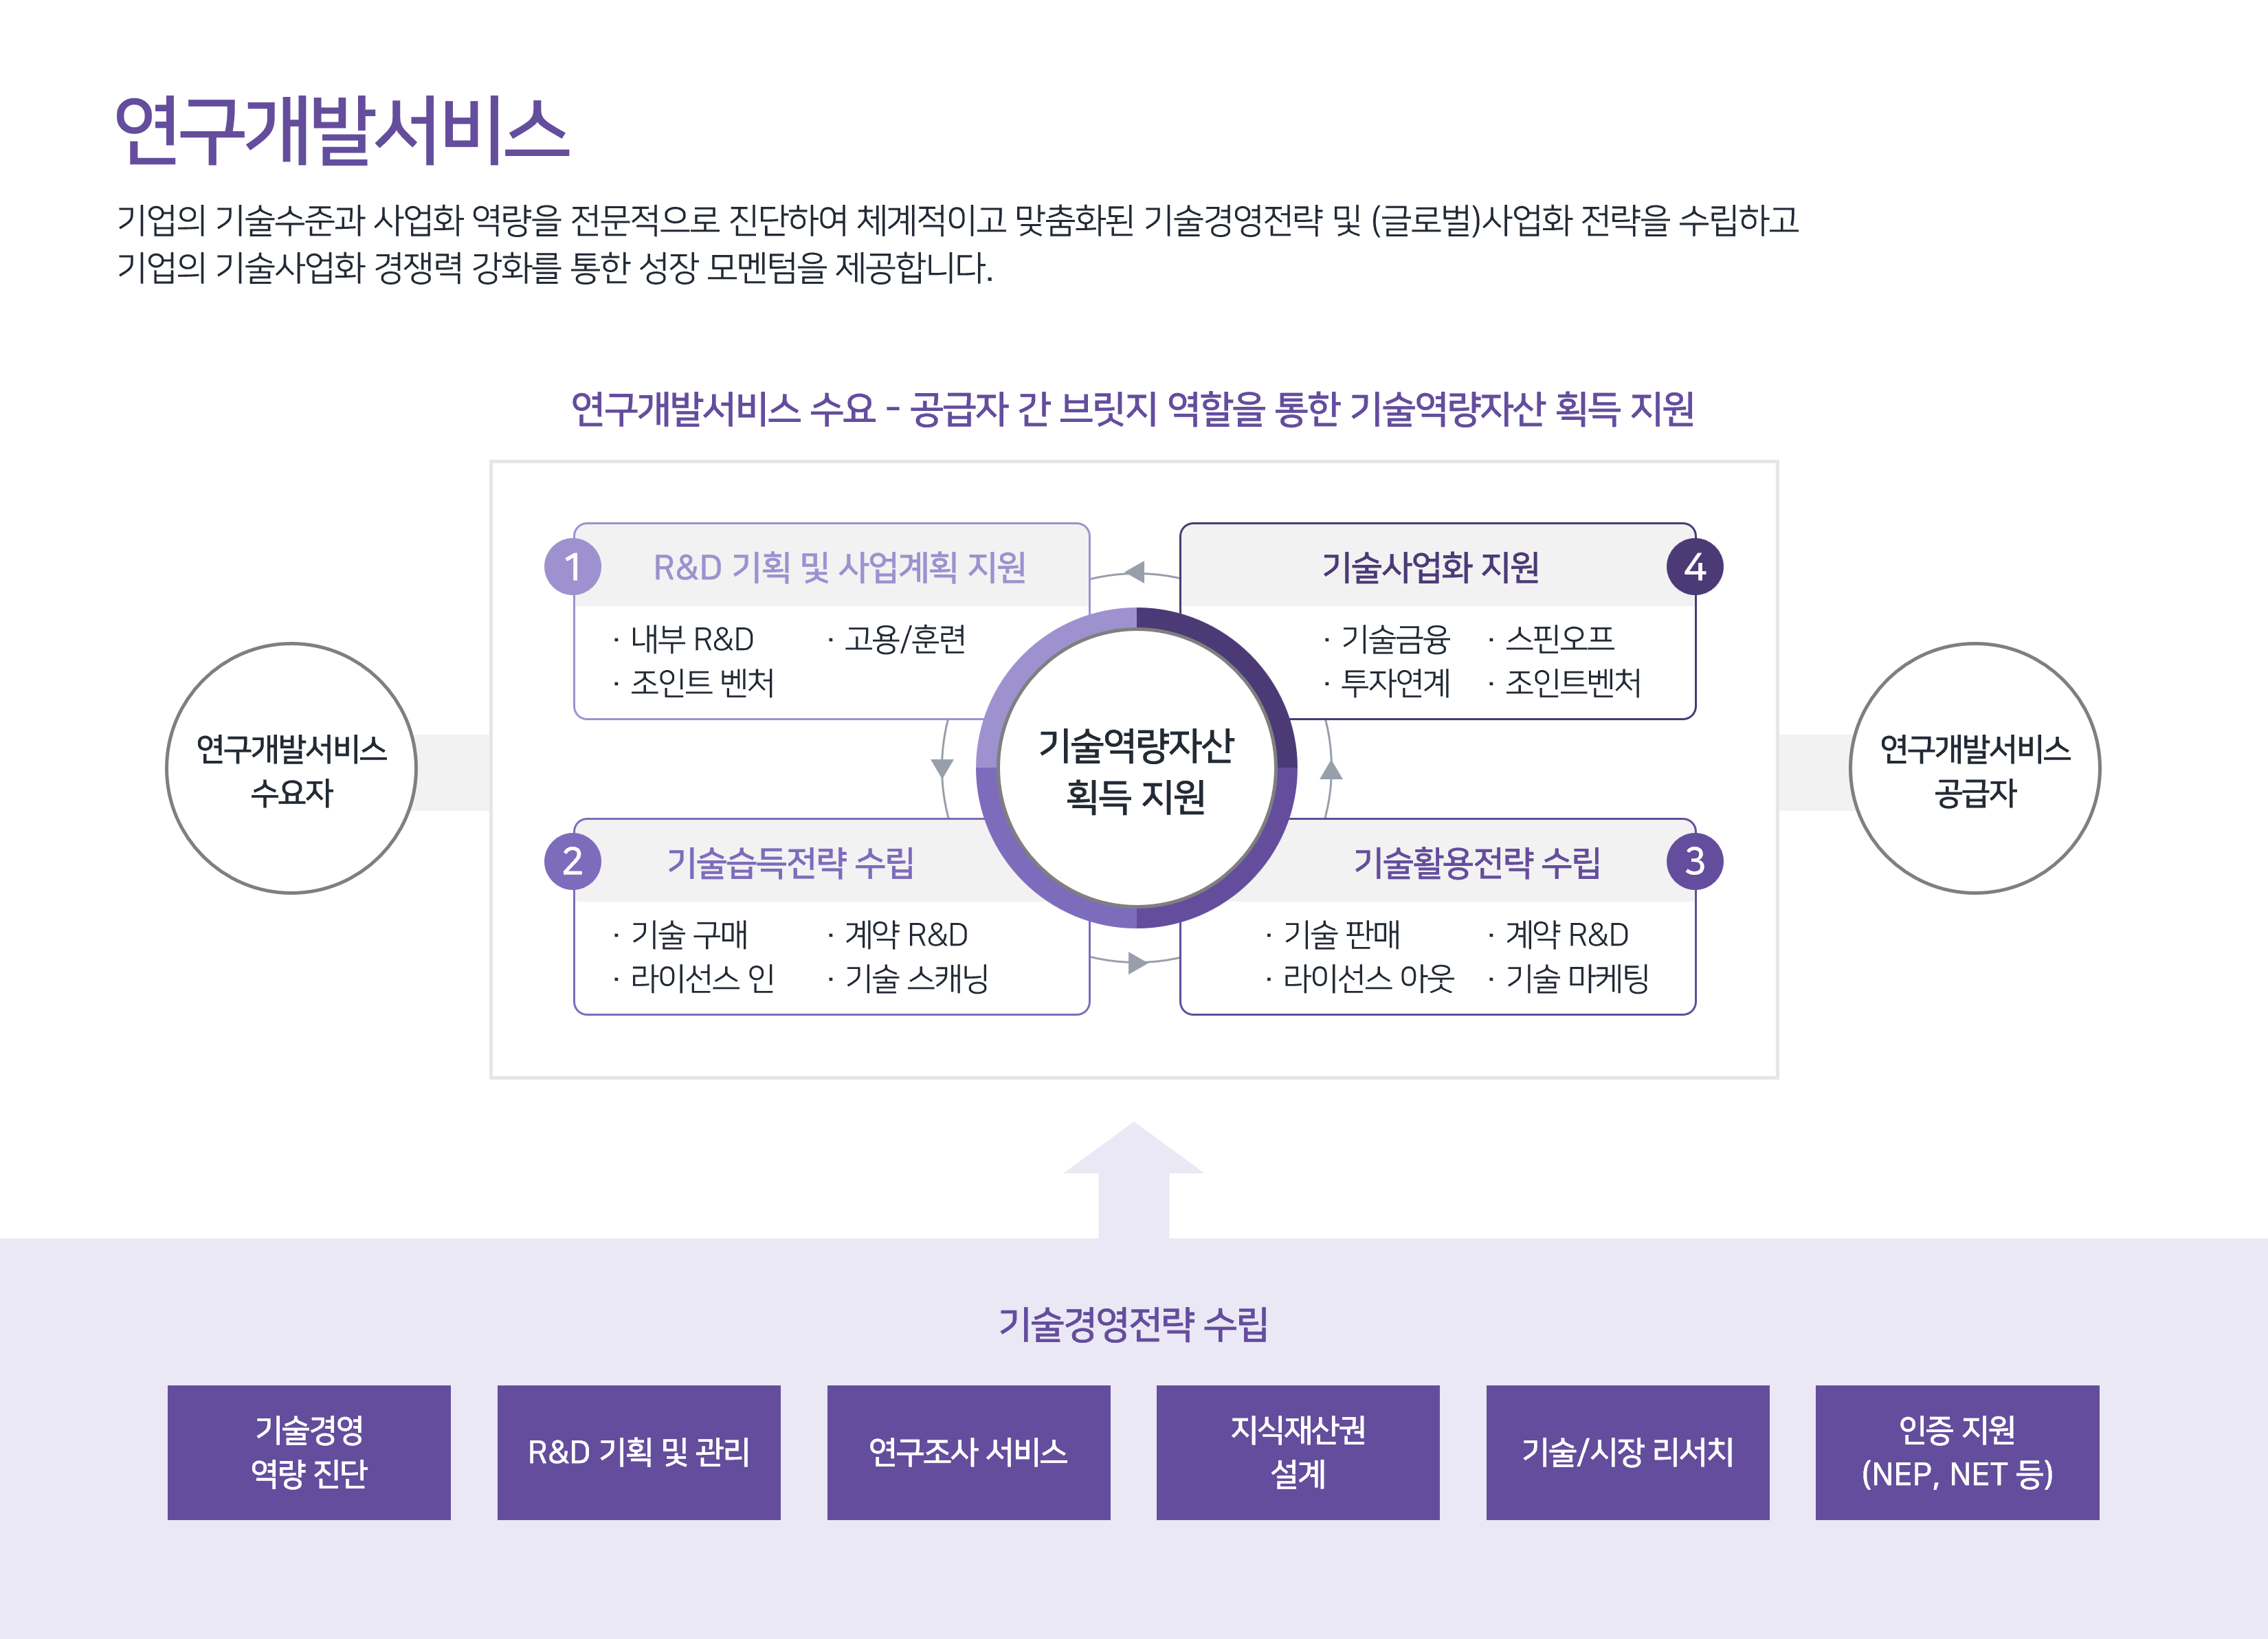 연구개발서비스
기업의 기술수준과 사업화 역량을 전문적으로 진단하여 체계적이고 맞춤화된 기술경영전략 및 (글로벌)사업화 전략을 수립하고
기업의 기술사업화 경쟁력 강화를 통한 성장 모멘텀을 제공합니다.
연구개발서비스 수요 - 공급자 간 브릿지 역할을 통한 기술역량자산 획득 지원
연구개발서비스
수요자
1
R&D 기획 및 사업계획 지원
· 내부 R&D
· 고용/훈련
· 조인트 벤처
2
기술습득전략 수립
· 기술 구매
· 계약 R&D
· 라이선스 인
· 기술 스캐닝
기술역량자산
획득 지원
기술사업화 지원
4
· 기술금융
· 스핀오프
· 투자연계
· 조인트벤처
기술활용전략 수립
3
· 기술 판매
· 계약 R&D
· 라이선스 아웃
· 기술 마케팅
연구개발서비스
공급자
기술경영전략 수립
기술경영
역량 진단
R&D 기획 및 관리
연구조사 서비스
지식재산권
설계
기술/시장 리서치
인증 지원
(NEP, NET 등)